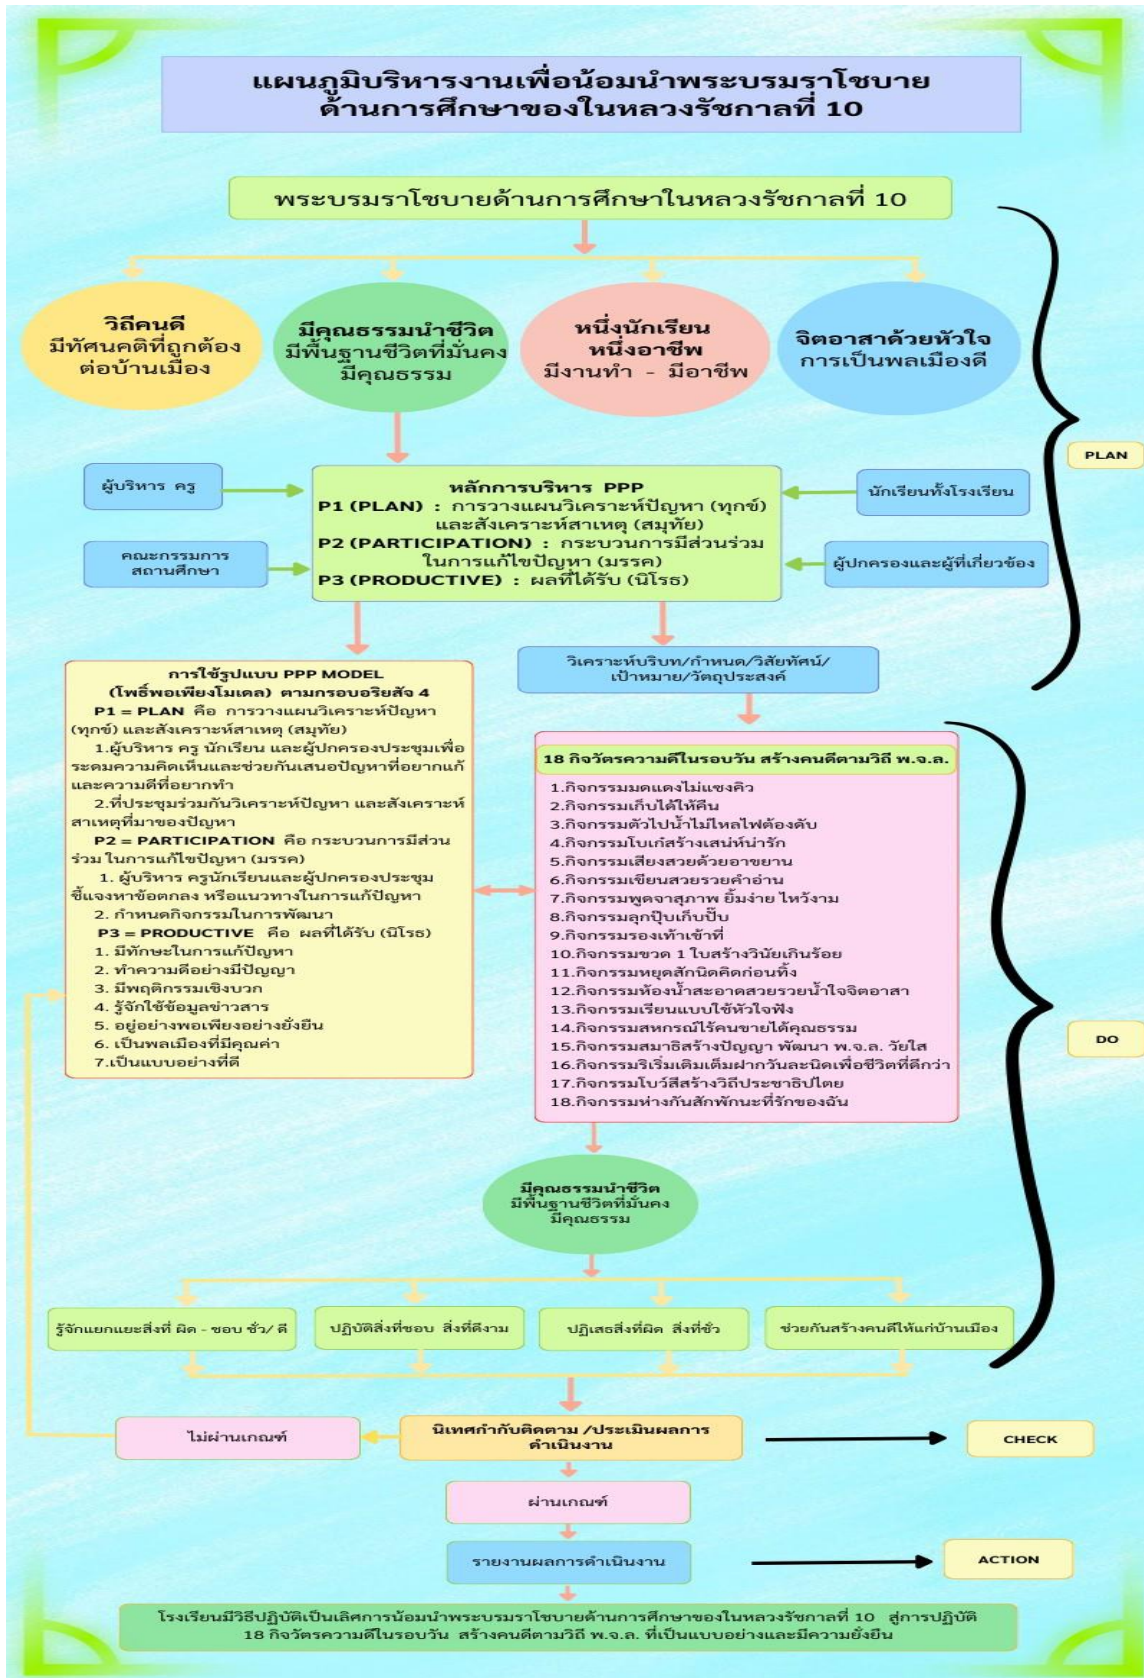 แผนภูมิบริหารงานเพื่อน้อมนำพระบรมราโชบาย
ด้านการศึกษาของในหลวงรัชกาลที่ 10
พระบรมราโชบายด้านการศึกษาในหลวงรัชกาลที่ 10
วิถีคนดี
มีทัศนคติที่ถูกต้อง
ต่อบ้านเมือง
มีคุณธรรมนำชีวิต
มีพื้นฐานชีวิตที่มั่นคง
มีคุณธรรม
หนึ่งนักเรียน
หนึ่งอาชีพ
มีงานทำ - มีอาชีพ
จิตอาสาด้วยหัวใจ
การเป็นพลเมืองดี
PLAN
ผู้บริหาร ครู
คณะกรรมการ
สถานศึกษา
หลักการบริหาร PPP
P1 (PLAN) : การวางแผนวิเคราะห์ปัญหา (ทุกข์)
และสังเคราะห์สาเหตุ (สมุทัย)
P2 (PARTICIPATION) : กระบวนการมีส่วนร่วม
ในการแก้ไขปัญหา (มรรค)
P3 (PRODUCTIVE) : ผลที่ได้รับ (นิโรธ)
นักเรียนทั้งโรงเรียน
ผู้ปกครองและผู้ที่เกี่ยวข้อง
การใช้รูปแบบ PPP MODEL
(โพธิ์พอเพียงโมเดล) ตามกรอบอริยสัจ 4
P1 = PLAN คือ การวางแผนวิเคราะห์ปัญหา
(ทุกข์) และสังเคราะห์สาเหตุ (สมุทัย)
1.ผู้บริหาร ครู นักเรียน และผู้ปกครองประชุมเพื่อ
ระดมความคิดเห็นและช่วยกันเสนอปัญหาที่อยากแก้
และความดีที่อยากทำ
2.ที่ประชุมร่วมกันวิเคราะห์ปัญหา และสังเคราะห์
สาเหตุที่มาของปัญหา
P2 = PARTICIPATION คือ กระบวนการมีส่วน
ร่วม ในการแก้ไขปัญหา (มรรค)
1. ผู้บริหาร ครูนักเรียนและผู้ปกครองประชุม
ชี้แจงหาข้อตกลง หรือแนวทางในการแก้ปัญหา
2. กำหนดกิจกรรมในการพัฒนา
P3 = PRODUCTIVE คือ ผลที่ได้รับ (นิโรธ)
1. มีทักษะในการแก้ปัญหา
2. ทำความดีอย่างมีปัญญา
3. มีพฤติกรรมเชิงบวก
4. รู้จักใช้ข้อมูลข่าวสาร
5. อยู่อย่างพอเพียงอย่างยั่งยืน
6. เป็นพลเมืองที่มีคุณค่า
7.เป็นแบบอย่างที่ดี
วิเคราะห์บริบท/กำหนด/วิสัยทัศน์/
เป้าหมาย/วัตถุประสงค์
18 กิจวัตรความดีในรอบวัน สร้างคนดีตามวิถี พ.จ.ล.
1.กิจกรรมมดแดงไม่แซงคิว
2.กิจกรรมเก็บได้ให้คืน
3.กิจกรรมตัวไปน้ำไม่ไหลไฟต้องดับ
4.กิจกรรมโบเก๋สร้างเสน่ห์น่ารัก
5.กิจกรรมเสียงสวยด้วยอาขยาน
6.กิจกรรมเขียนสวยรวยคำอ่าน
7.กิจกรรมพูดจาสุภาพ ยิ้มง่าย ไหว้งาม
8.กิจกรรมลุกปุ๊บเก็บปั๊บ
9.กิจกรรมรองเท้าเข้าที่
10.กิจกรรมขวด 1 ใบสร้างวินัยเกินร้อย
11.กิจกรรมหยุดสักนิดคิดก่อนทิ้ง
12.กิจกรรมห้องน้ำสะอาดสวยรวยน้ำใจจิตอาสา
13.กิจกรรมเรียนแบบใช้หัวใจฟัง
14.กิจกรรมสหกรณ์ไร้คนขายได้คุณธรรม
15.กิจกรรมสมาธิสร้างปัญญา พัฒนา พ.จ.ล. วัยใส
16.กิจกรรมริเริ่มเติมเต็มฝากวันละนิดเพื่อชีวิตที่ดีกว่า
17.กิจกรรมโบว์สีสร้างวิถีประชาธิปไตย
18.กิจกรรมห่างกันสักพักนะที่รักของฉัน
DO
มีคุณธรรมนำชีวิต
มีพื้นฐานชีวิตที่มั่นคง
มีคุณธรรม
รู้จักแยกแยะสิ่งที่ ผิด - ชอบ ชั่ว/ ดี
ปฏิบัติสิ่งที่ชอบ สิ่งที่ดีงาม
ปฏิเสธสิ่งที่ผิด สิ่งที่ชั่ว
ช่วยกันสร้างคนดีให้แก่บ้านเมือง
ไม่ผ่านเกณฑ์
นิเทศกำกับติดตาม /ประเมินผลการ
ดำเนินงาน
CHECK
ผ่านเกณฑ์
รายงานผลการดำเนินงาน
ACTION
โรงเรียนมีวิธีปฏิบัติเป็นเลิศการน้อมนำพระบรมราโชบายด้านการศึกษาของในหลวงรัชกาลที่ 10 สู่การปฏิบัติ
18 กิจวัตรความดีในรอบวัน สร้างคนดีตามวิถี พ.จ.ล. ที่เป็นแบบอย่างและมีความยั่งยืน